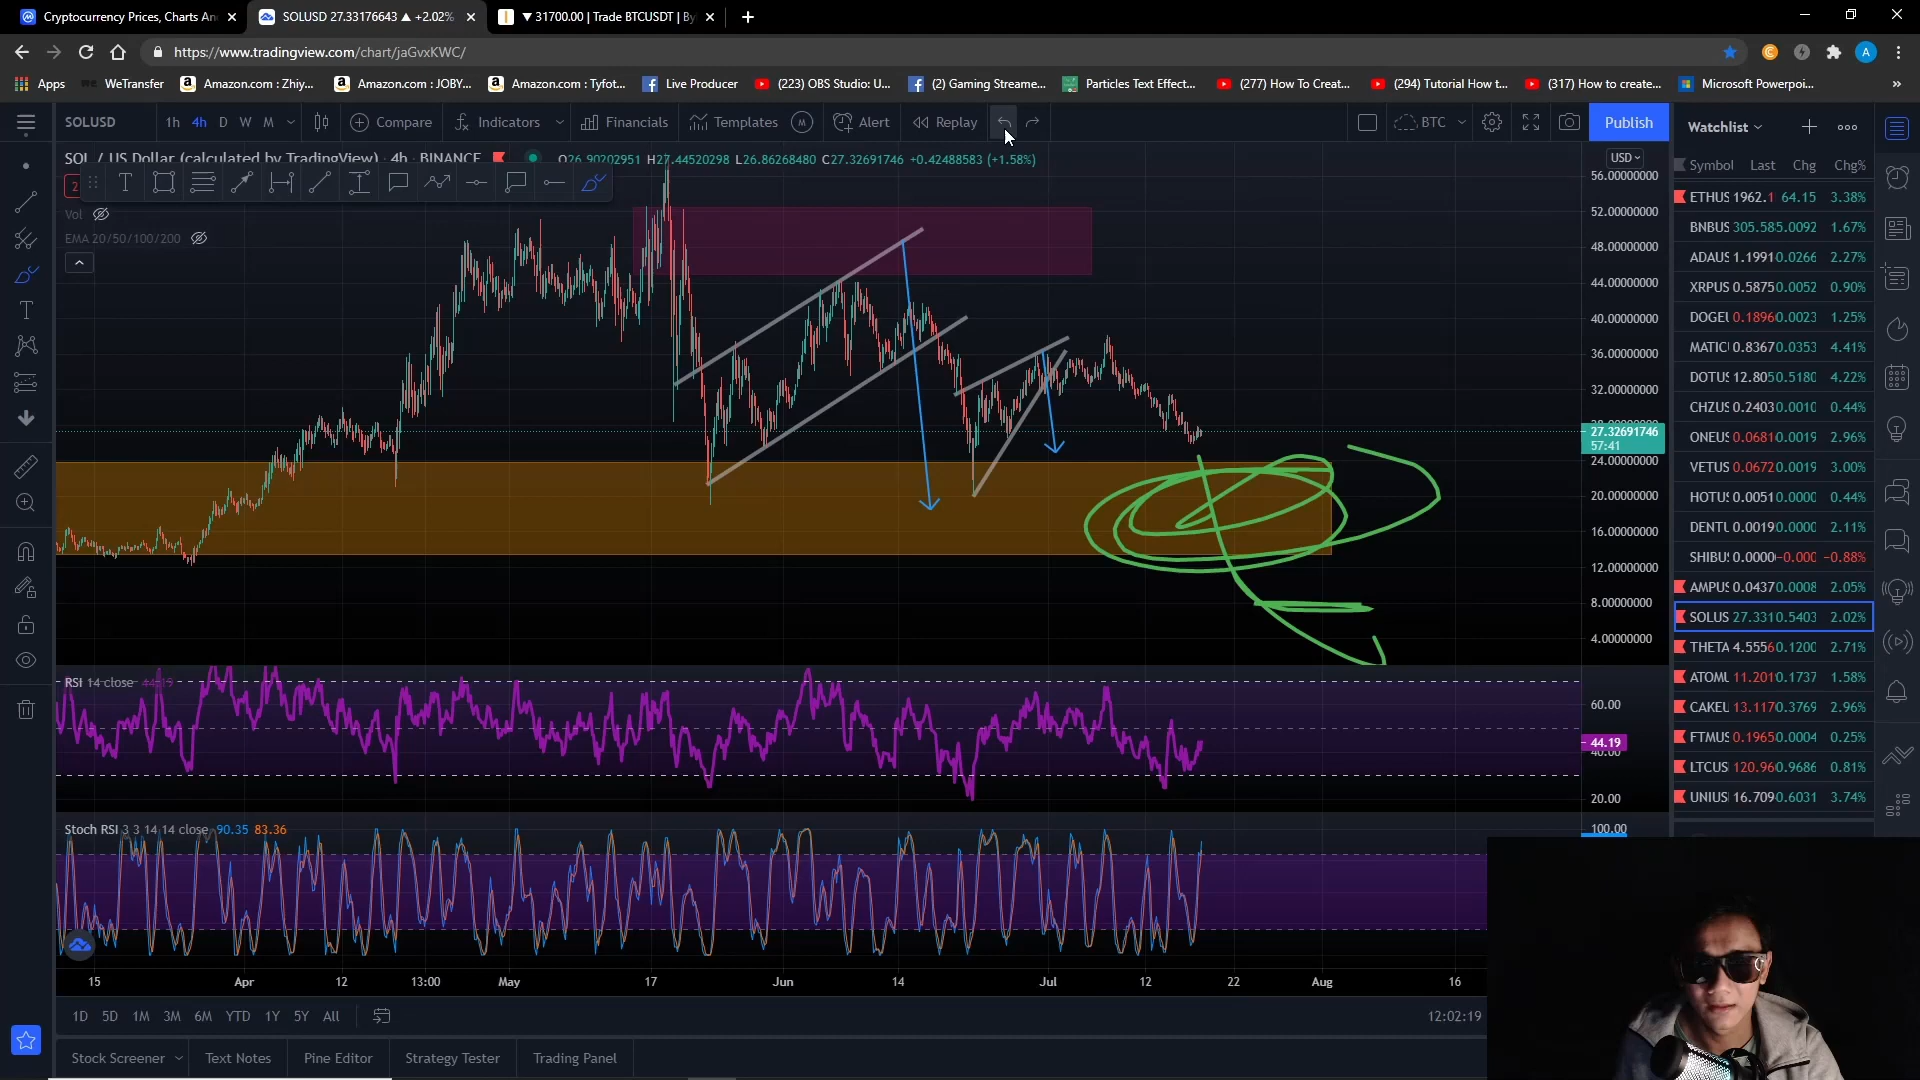 Cryptocurrency Prices, Charts An
SOLUSD 27.33176643 ▲ +2.02%
▼ 31700.00 | Trade BTCUSDT | By
https://www.tradingview.com/chart/jaGvxKWC/
A
Apps
WeTransfer
Amazon.com : Zhiy...
Amazon.com : JOBY...
Amazon.com : Tyfot...
Live Producer
(223) OBS Studio: U...
(2) Gaming Streame...
Particles Text Effect...
(277) How To Creat...
(294) Tutorial How t...
(317) How to create...
Microsoft Powerpoi...
SOLUSD
1h 4h D W M
Compare
Indicators
Financials
Templates
M
Alert
Replay
BTC
Publish
Watchlist
SOL / US Dollar (calculated by TradingView) · 4h · BINANCE
O26.90202951 H27.44520298 L26.86268480 C27.32691746 +0.42488583 (+1.58%)
USD
Symbol Last Chg Chg%
2
Vol
EMA 20/50/100/200
56.00000000
52.00000000
48.00000000
44.00000000
40.00000000
36.00000000
32.00000000
27.32691746
57:41
24.00000000
20.00000000
16.00000000
12.00000000
8.00000000
4.00000000
ETHUS 1962.1 64.15 3.38%
BNBUS 305.585.0092 1.67%
ADAUS 1.1991 0.0266 2.27%
XRPUS 0.5875 0.0052 0.90%
DOGEU 0.1896 0.0023 1.25%
MATICU 0.8367 0.0353 4.41%
DOTUS 12.805 0.5180 4.22%
CHZUS 0.2403 0.0010 0.44%
ONEUS 0.0681 0.0019 2.96%
VETUS 0.0672 0.0019 3.00%
HOTUS 0.0051 0.0000 0.44%
DENTU 0.0019 0.0000 2.11%
SHIBUS 0.0000 -0.000 -0.88%
AMPUS 0.0437 0.0008 2.05%
SOLUS 27.331 0.5403 2.02%
THETA 4.5556 0.1200 2.71%
ATOMU 11.201 0.1737 1.58%
CAKEU 13.117 0.3769 2.96%
FTMUS 0.1965 0.0004 0.25%
LTCUS 120.96 0.9686 0.81%
UNIUS 16.709 0.6031 3.74%
RSI 14 close 44.19
60.00
44.19
40.00
20.00
Stoch RSI 3 3 14 14 close 90.35 83.36
100.00
15 Apr 12 13:00 May 17 Jun 14 Jul 12 22 Aug 16
1D 5D 1M 3M 6M YTD 1Y 5Y All
12:02:19
Stock Screener
Text Notes
Pine Editor
Strategy Tester
Trading Panel